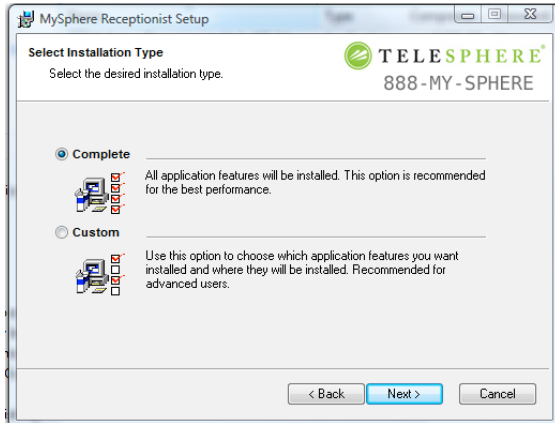 MySphere Receptionist Setup
Select Installation Type
Select the desired installation type.
TELESPHERE®
888-MY-SPHERE
Complete
All application features will be installed. This option is recommended
for the best performance.
Custom
Use this option to choose which application features you want
installed and where they will be installed. Recommended for
advanced users.
< Back
Next >
Cancel